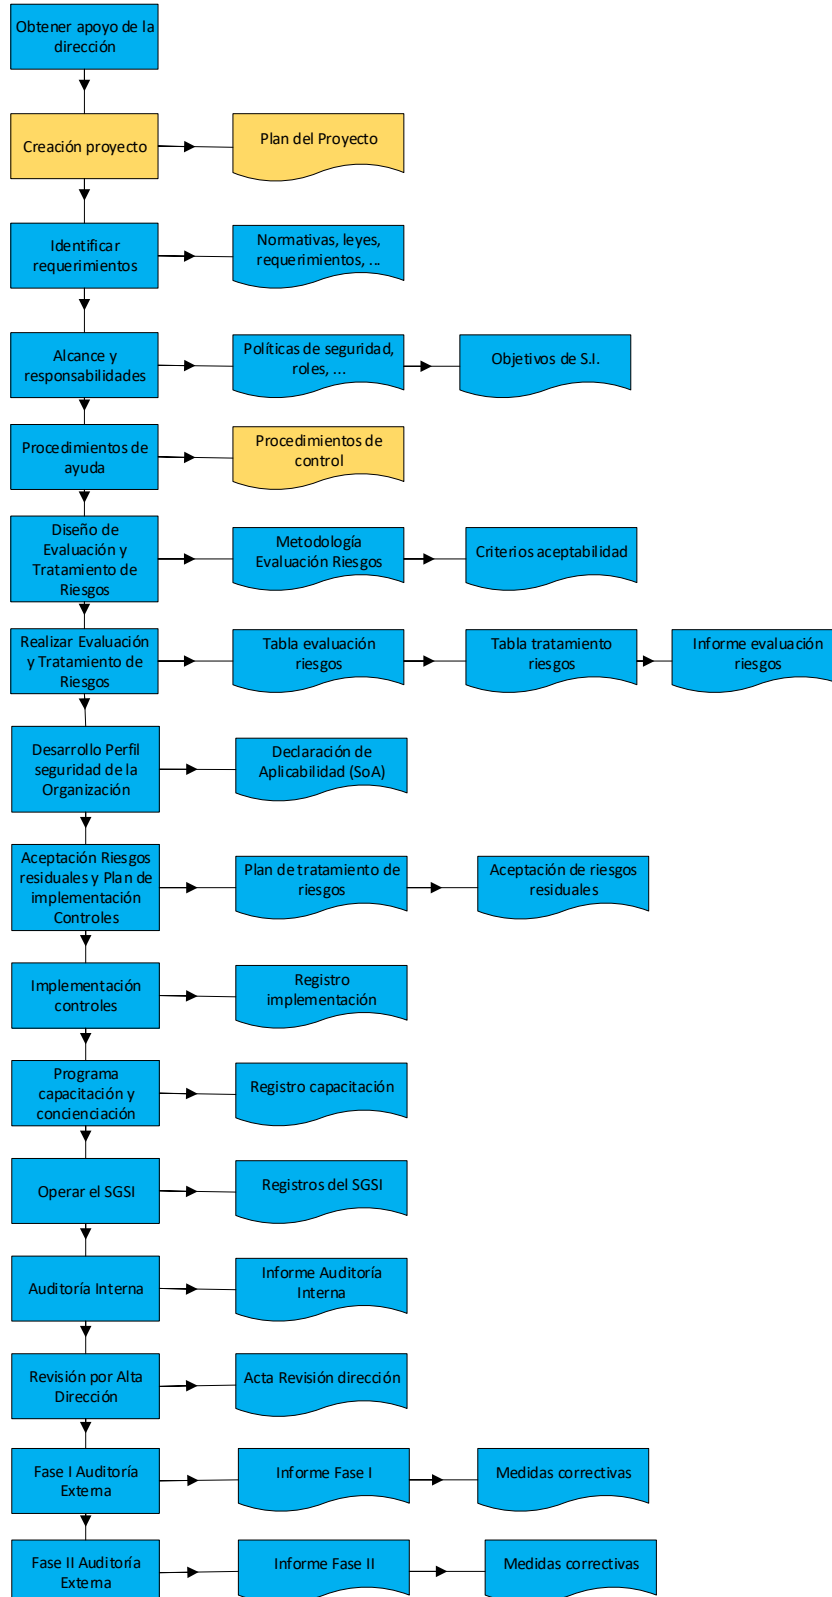 Obtener apoyo de la
dirección
Creación proyecto
Plan del Proyecto
Identificar
requerimientos
Normativas, leyes,
requerimientos, ...
Alcance y
responsabilidades
Políticas de seguridad,
roles, ...
Objetivos de S.I.
Procedimientos de
ayuda
Procedimientos de
control
Diseño de
Evaluación y
Tratamiento de
Riesgos
Metodología
Evaluación Riesgos
Criterios aceptabilidad
Realizar Evaluación
y Tratamiento de
Riesgos
Tabla evaluación
riesgos
Tabla tratamiento
riesgos
Informe evaluación
riesgos
Desarrollo Perfil
seguridad de la
Organización
Declaración de
Aplicabilidad (SoA)
Aceptación Riesgos
residuales y Plan de
implementación
Controles
Plan de tratamiento de
riesgos
Aceptación de riesgos
residuales
Implementación
controles
Registro
implementación
Programa
capacitación y
concienciación
Registro capacitación
Operar el SGSI
Registros del SGSI
Auditoría Interna
Informe Auditoría
Interna
Revisión por Alta
Dirección
Acta Revisión dirección
Fase I Auditoría
Externa
Informe Fase I
Medidas correctivas
Fase II Auditoría
Externa
Informe Fase II
Medidas correctivas